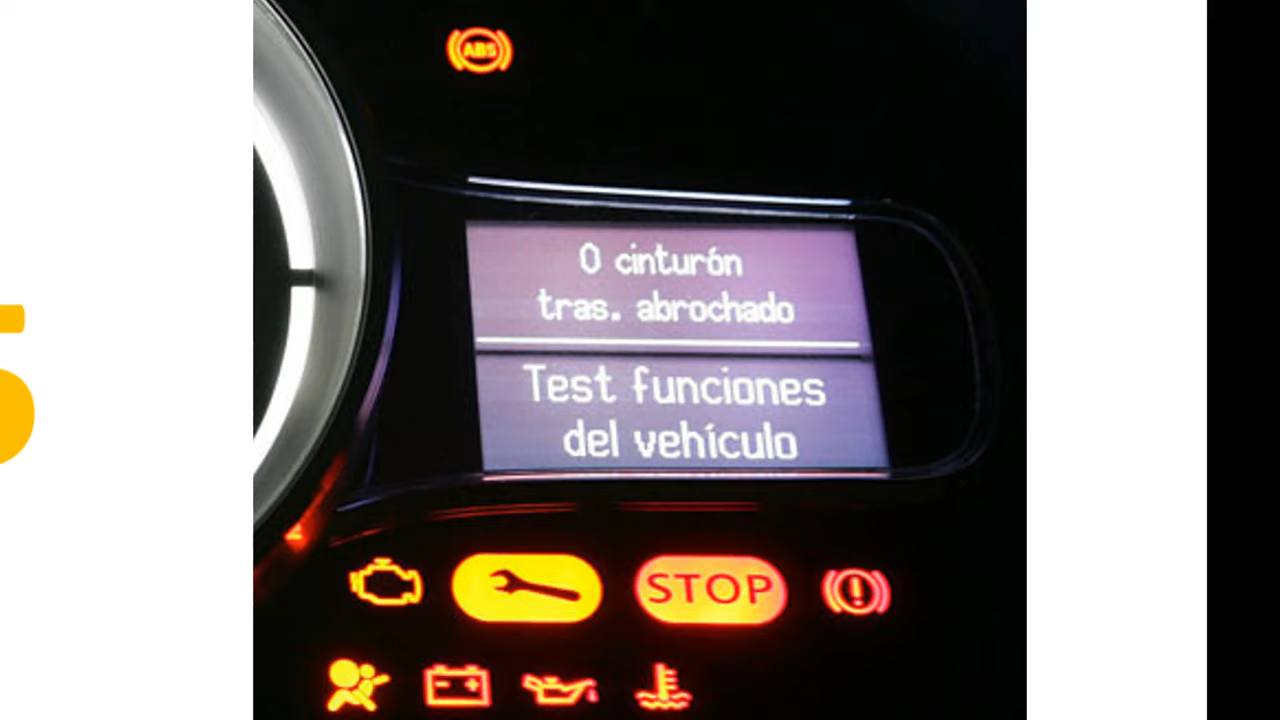 ABS
0 cinturón
tras. abrochado
Test funciones
del vehículo
STOP